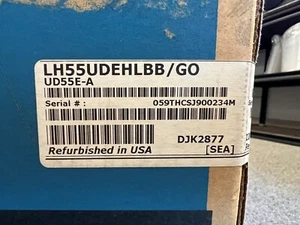 LH55UDEHLBB/GO
UD55E-A
Serial # : 059THCSJ900234M
DJK2877
Refurbished in USA [SEA]